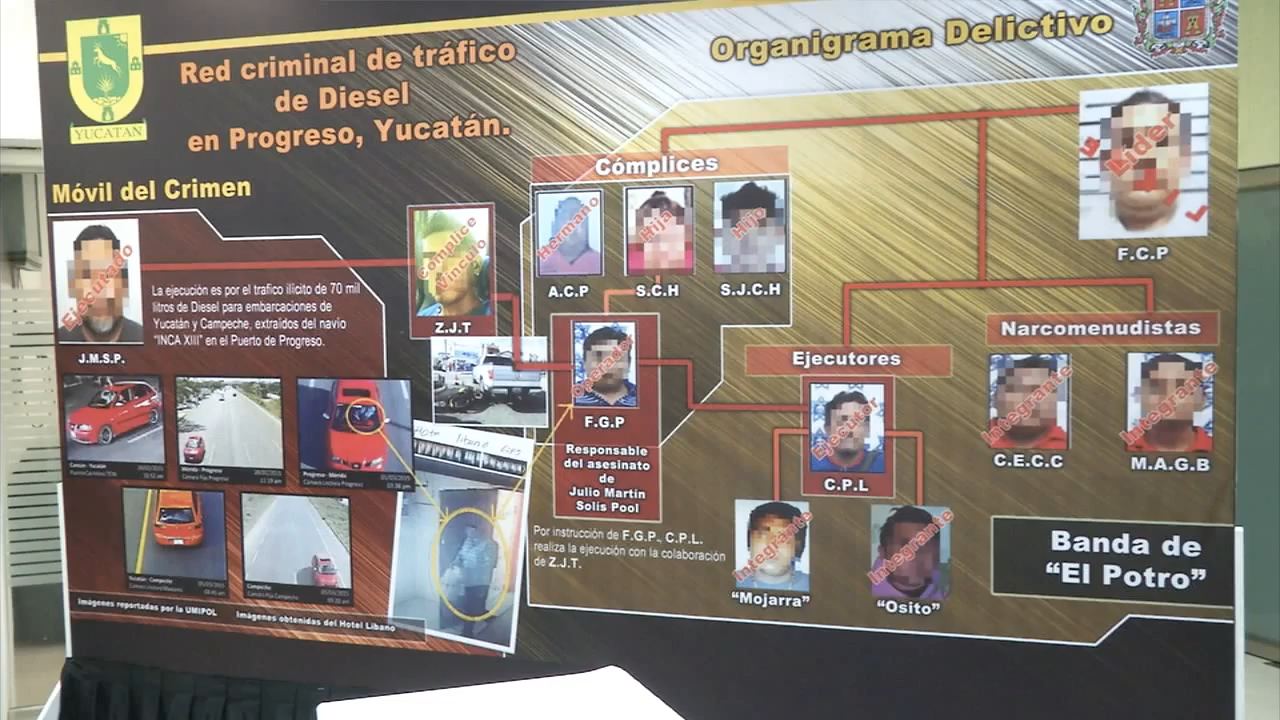 YUCATAN
Red criminal de tráfico
de Diesel
en Progreso, Yucatán.
Organigrama Delictivo
Móvil del Crimen
Ejecutado
J.M.S.P.
La ejecución es por el trafico ilícito de 70 mil
litros de Diesel para embarcaciones de
Yucatán y Campeche, extraídos del navío
"INCA XIII" en el Puerto de Progreso.
Cómplice
Vinculo
Z.J.T
Cómplices
Hermano
A.C.P
Hija
S.C.H
Hijo
S.J.C.H
Líder
F.C.P
Operador
F.G.P
Responsable
del asesinato
de
Julio Martín
Solís Pool
Por instrucción de F.G.P., C.P.L.
realiza la ejecución con la colaboración
de Z.J.T.
Ejecutores
Ejecutor
C.P.L
Integrante
"Mojarra"
Integrante
"Osito"
Narcomenudistas
Integrante
C.E.C.C
Integrante
M.A.G.B
Banda de
"El Potro"
Imágenes reportadas por la UMIPOL
Imágenes obtenidas del Hotel Líbano